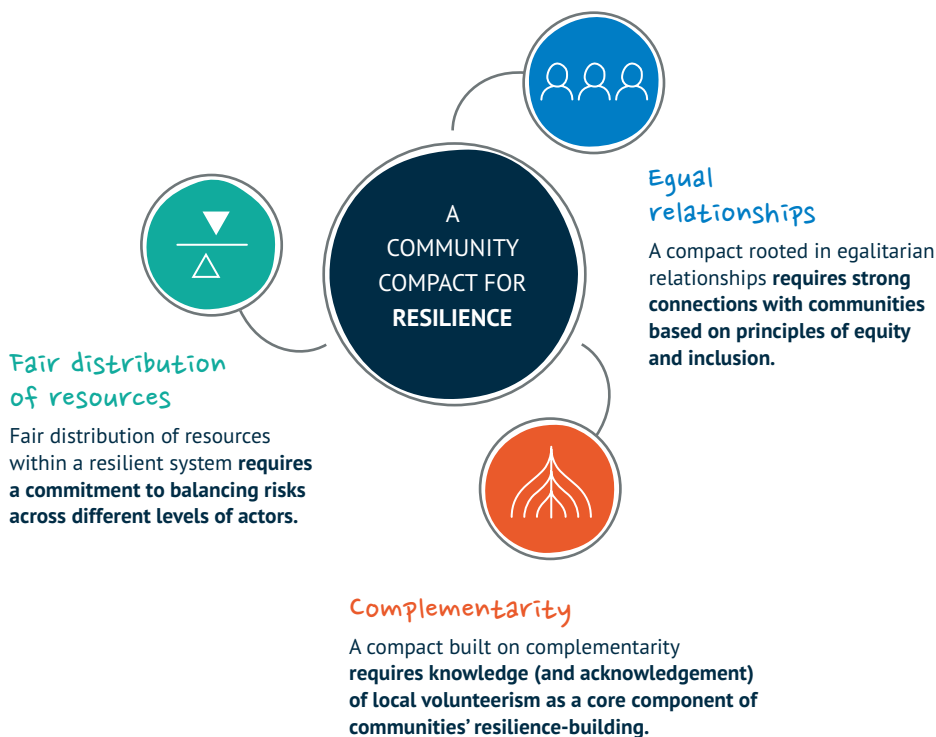 A
COMMUNITY
COMPACT FOR
RESILIENCE
Equal
relationships
A compact rooted in egalitarian
relationships requires strong
connections with communities
based on principles of equity
and inclusion.
Fair distribution
of resources
Fair distribution of resources
within a resilient system requires
a commitment to balancing risks
across different levels of actors.
Complementarity
A compact built on complementarity
requires knowledge (and acknowledgement)
of local volunteerism as a core component of
communities’ resilience-building.